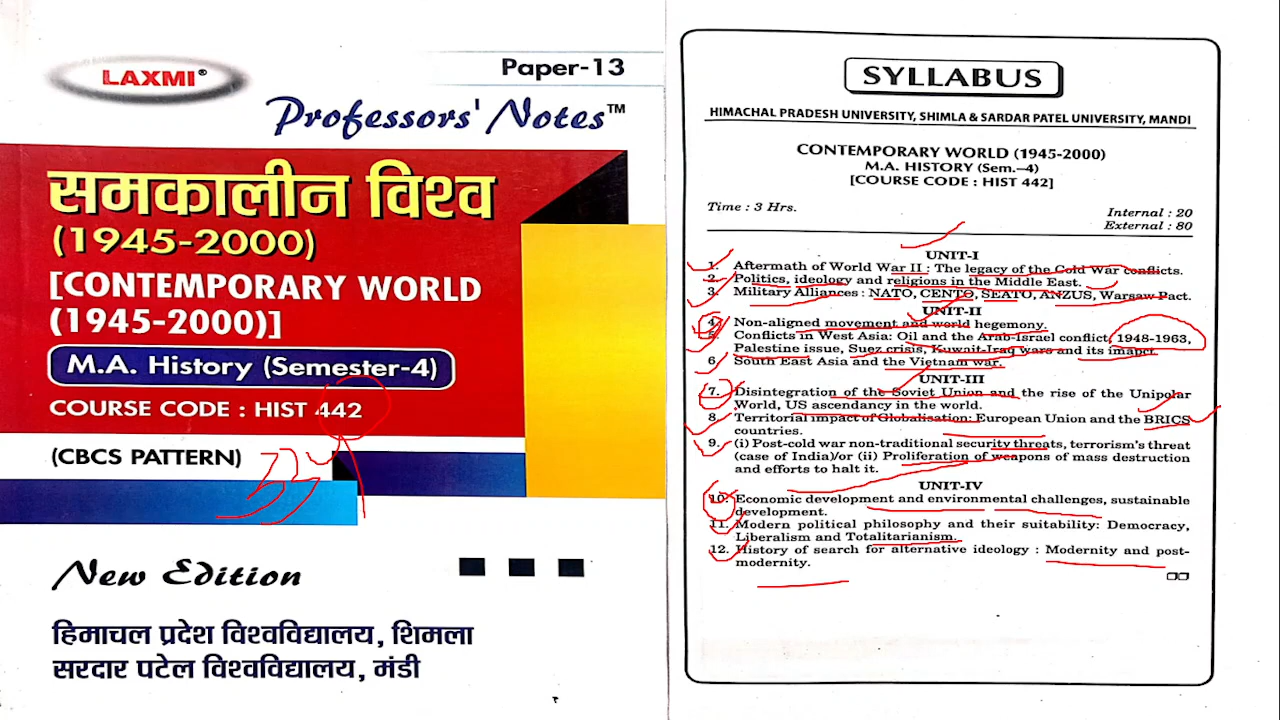 LAXMI®
Paper-13
Professors' Notes™
समकालीन विश्व
(1945-2000)
[CONTEMPORARY WORLD
(1945-2000)]
M.A. History (Semester-4)
COURSE CODE : HIST 442
(CBCS PATTERN)
New Edition
हिमाचल प्रदेश विश्वविद्यालय, शिमला
सरदार पटेल विश्वविद्यालय, मंडी
SYLLABUS
HIMACHAL PRADESH UNIVERSITY, SHIMLA & SARDAR PATEL UNIVERSITY, MANDI
CONTEMPORARY WORLD (1945-2000)
M.A. HISTORY (Sem.–4)
[COURSE CODE : HIST 442]
Time : 3 Hrs.
Internal : 20
External : 80
UNIT-I
1. Aftermath of World War II : The legacy of the Cold War conflicts.
2. Politics, ideology and religions in the Middle East.
3. Military Alliances : NATO, CENTO, SEATO, ANZUS, Warsaw Pact.
UNIT-II
4. Non-aligned movement and world hegemony.
5. Conflicts in West Asia: Oil and the Arab-Israel conflict, 1948-1963,
Palestine issue, Suez crisis, Kuwait-Iraq wars and its impact.
6. South East Asia and the Vietnam war.
UNIT-III
7. Disintegration of the Soviet Union and the rise of the Unipolar
World, US ascendancy in the world.
8. Territorial impact of Globalisation: European Union and the BRICS
countries.
9. (i) Post-cold war non-traditional security threats, terrorism's threat
(case of India)/or (ii) Proliferation of weapons of mass destruction
and efforts to halt it.
UNIT-IV
10. Economic development and environmental challenges, sustainable
development.
11. Modern political philosophy and their suitability: Democracy,
Liberalism and Totalitarianism.
12. History of search for alternative ideology : Modernity and post-
modernity.